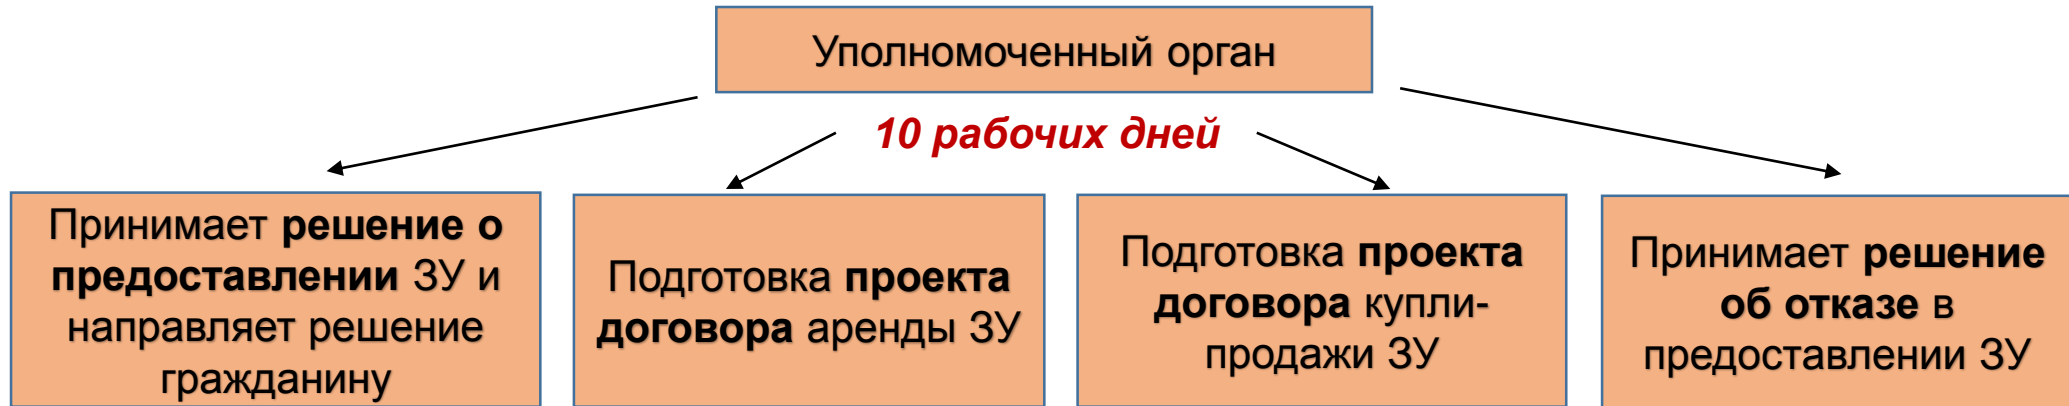 Уполномоченный орган
10 рабочих дней
Принимает решение о
предоставлении ЗУ и
направляет решение
гражданину
Подготовка проекта
договора аренды ЗУ
Подготовка проекта
договора купли-
продажи ЗУ
Принимает решение
об отказе в
предоставлении ЗУ